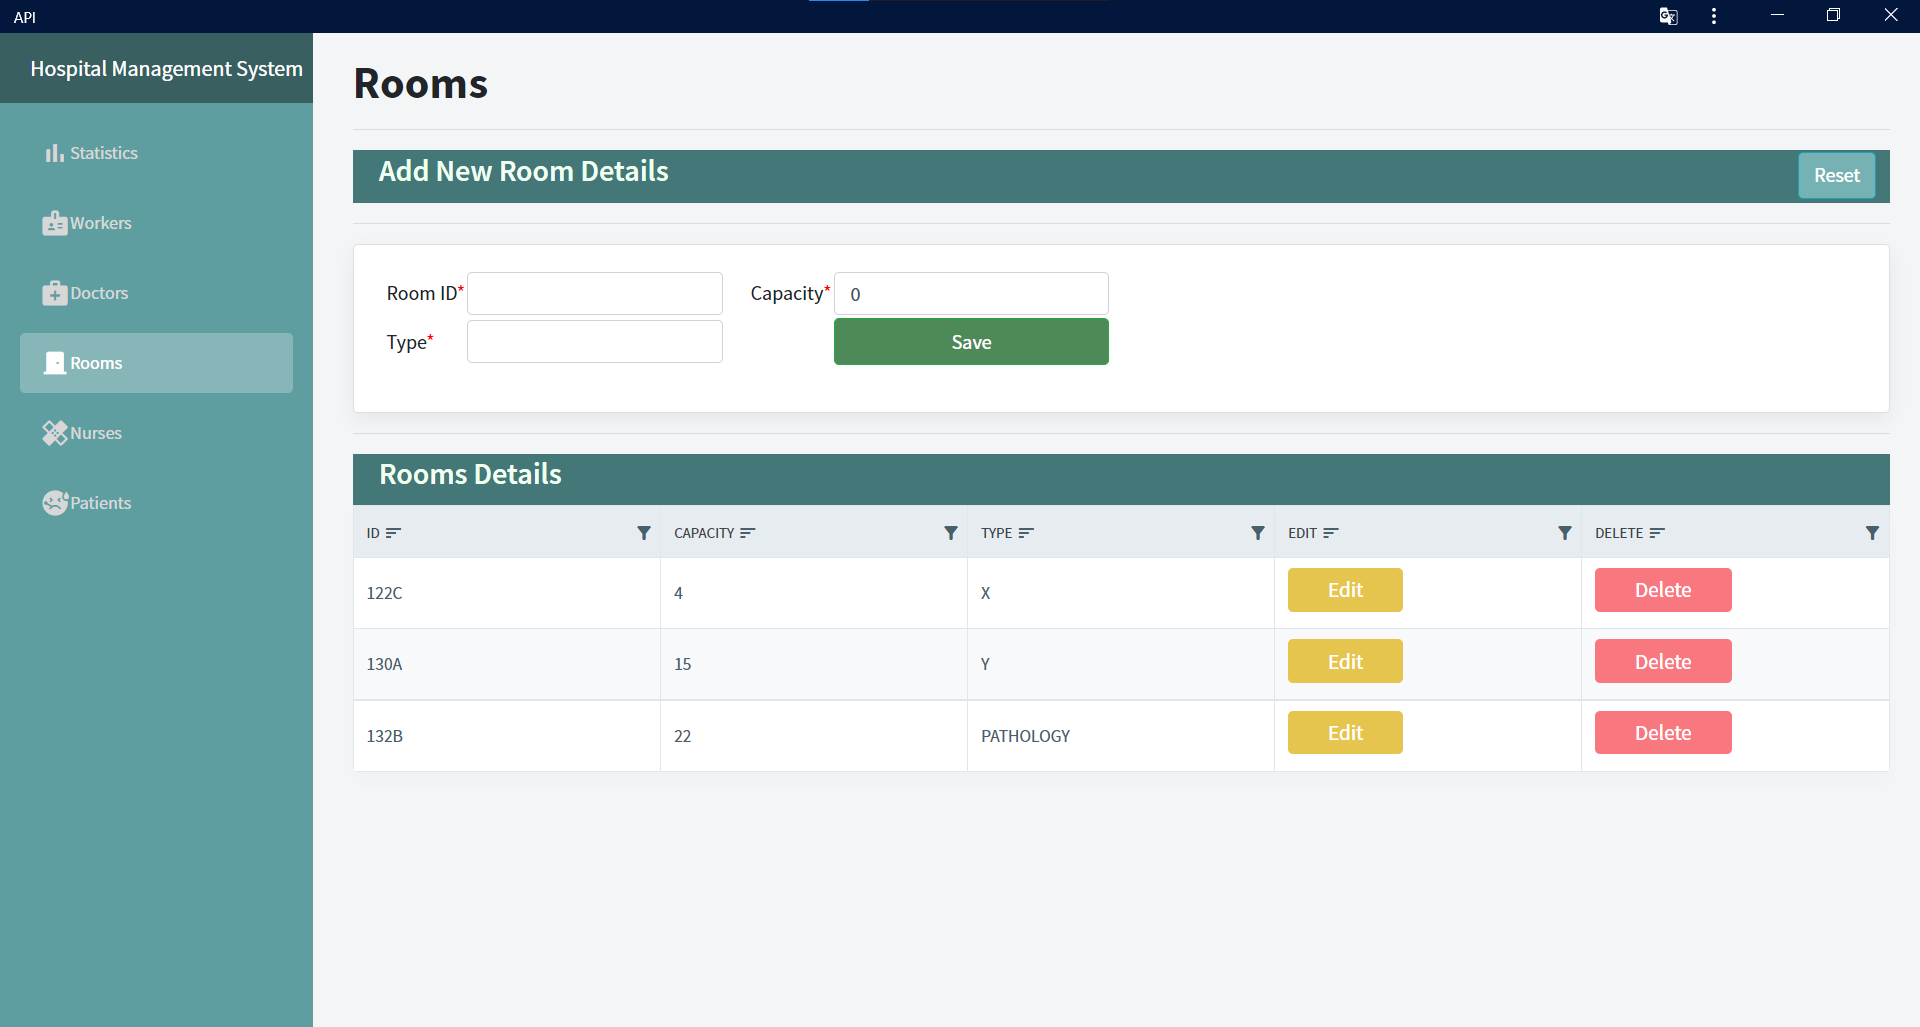 API
Hospital Management System
Statistics
Workers
Doctors
Rooms
Nurses
Patients
Rooms
Add New Room Details
Reset
Room ID*
Capacity* 0
Type*
Save
Rooms Details
ID CAPACITY TYPE EDIT DELETE
122C 4 X Edit Delete
130A 15 Y Edit Delete
132B 22 PATHOLOGY Edit Delete